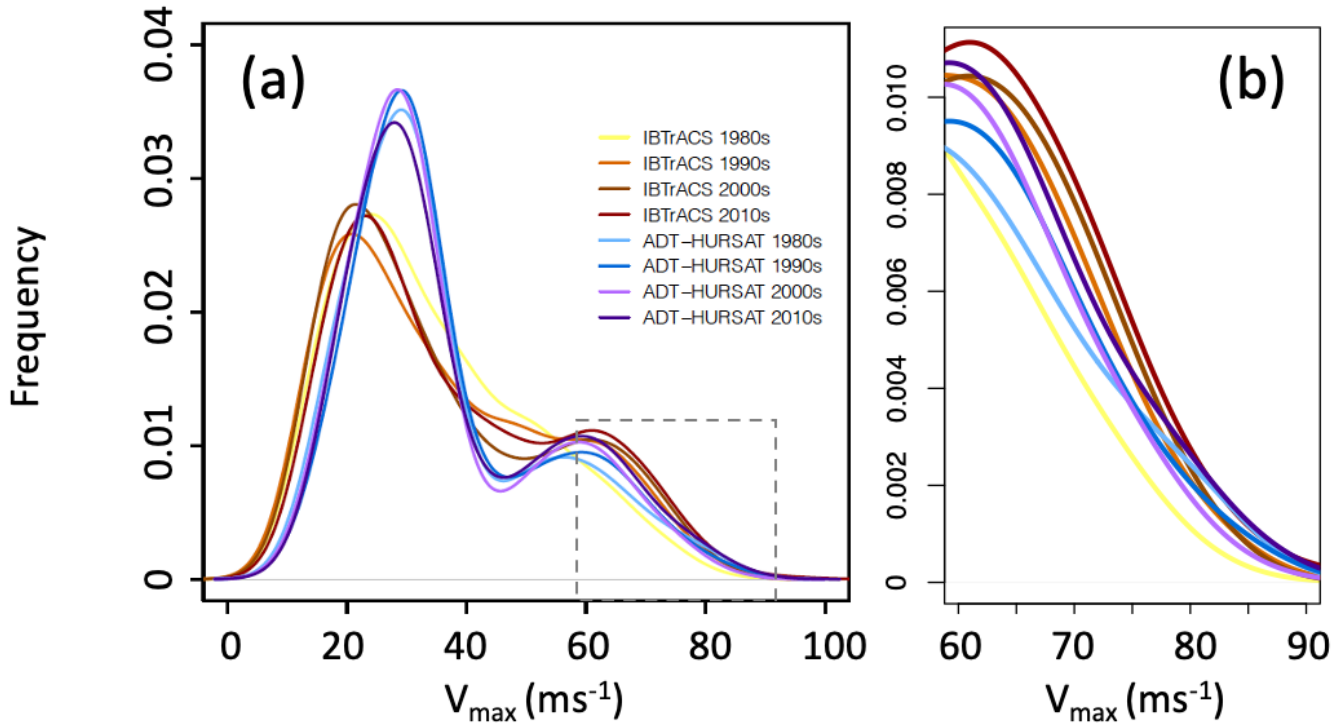 (a)
(b)
Frequency
0.04
0.03
0.02
0.01
0
IBTrACS 1980s
IBTrACS 1990s
IBTrACS 2000s
IBTrACS 2010s
ADT-HURSAT 1980s
ADT-HURSAT 1990s
ADT-HURSAT 2000s
ADT-HURSAT 2010s
0 20 40 60 80 100
Vmax (ms-1)
0.010
0.008
0.006
0.004
0.002
0
60 70 80 90
Vmax (ms-1)